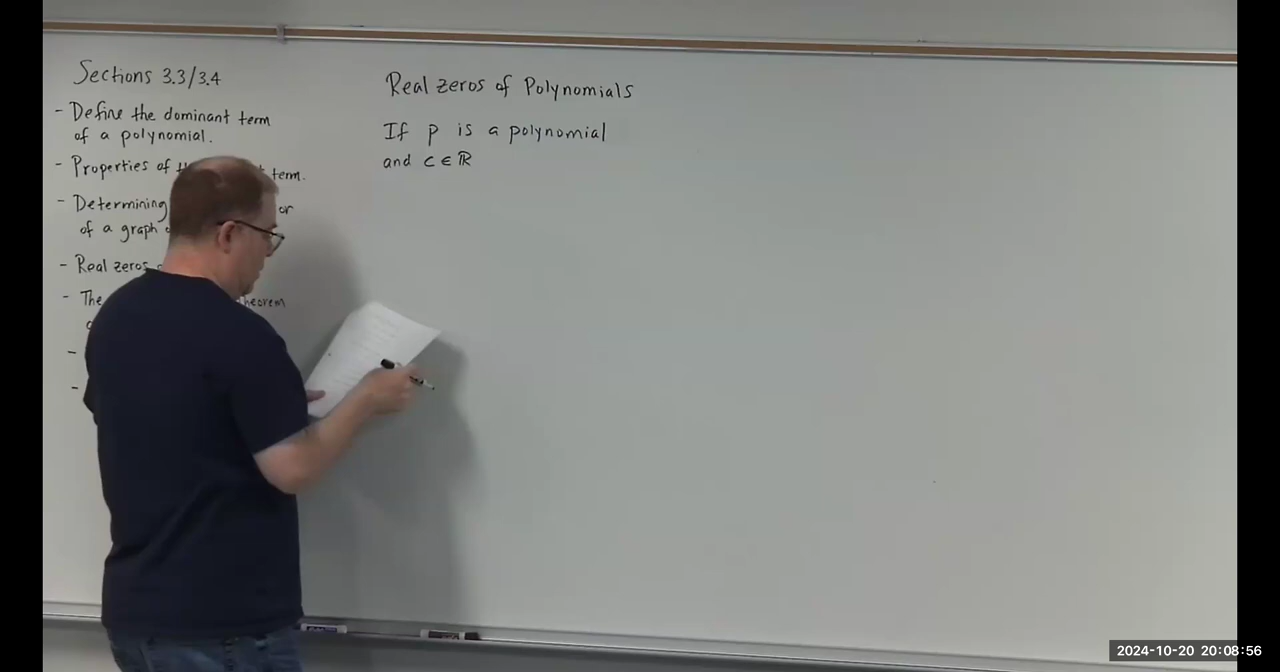 Sections 3.3/3.4
- Define the dominant term
of a polynomial.
- Properties of term.
- Determining or
of a graph
- Real zeros
- The heorem
-
-
Real zeros of Polynomials
If p is a polynomial
and c ∈ ℝ
2024-10-20 20:08:56